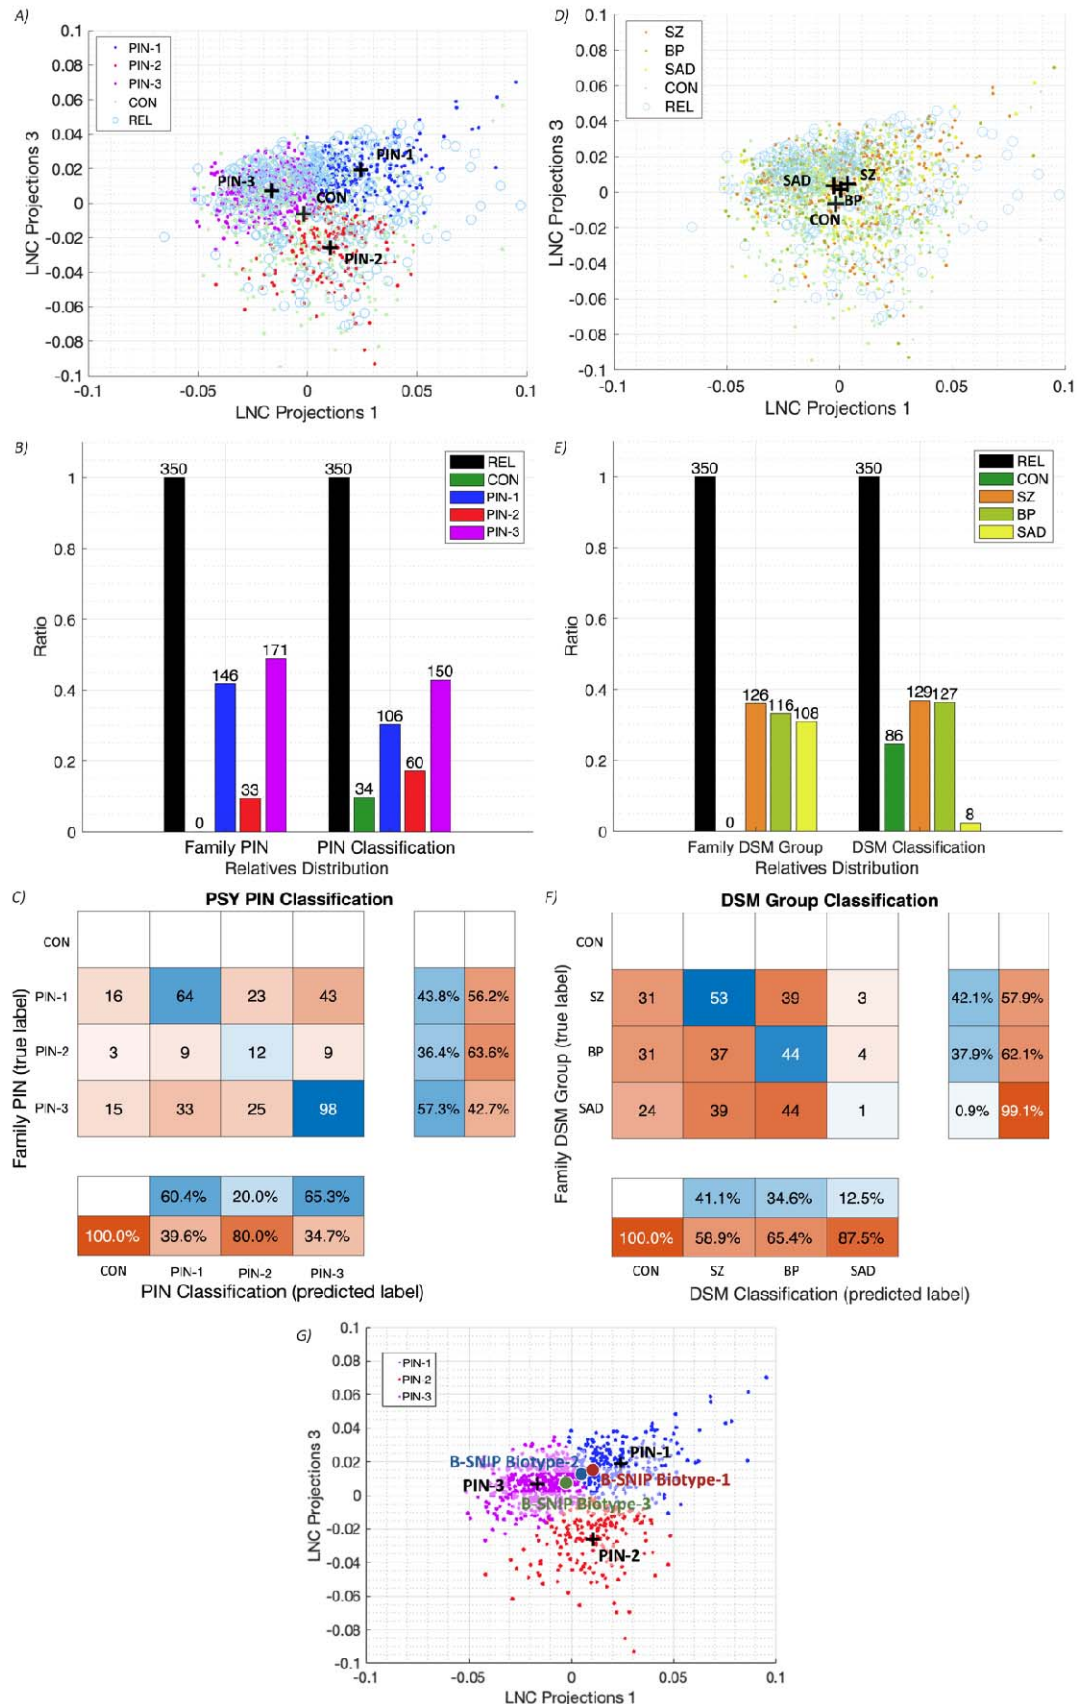 A)
0.1
0.08
0.06
0.04
0.02
0
-0.02
-0.04
-0.06
-0.08
-0.1
LNC Projections 3
PIN-1
PIN-2
PIN-3
CON
REL
PIN-1
PIN-3
CON
PIN-2
-0.1
-0.05
0
0.05
0.1
LNC Projections 1
D)
0.1
0.08
0.06
0.04
0.02
0
-0.02
-0.04
-0.06
-0.08
-0.1
LNC Projections 3
SZ
BP
SAD
CON
REL
SAD
SZ
BP
CON
-0.1
-0.05
0
0.05
0.1
LNC Projections 1
B)
1
0.8
0.6
0.4
0.2
0
Ratio
REL
CON
PIN-1
PIN-2
PIN-3
350
0
146
33
171
350
34
106
60
150
Family PIN
PIN Classification
Relatives Distribution
E)
1
0.8
0.6
0.4
0.2
0
Ratio
REL
CON
SZ
BP
SAD
350
0
126
116
108
350
86
129
127
8
Family DSM Group
DSM Classification
Relatives Distribution
C)
PSY PIN Classification
Family PIN (true label)
CON
PIN-1 16 64 23 43 43.8% 56.2%
PIN-2 3 9 12 9 36.4% 63.6%
PIN-3 15 33 25 98 57.3% 42.7%
60.4% 20.0% 65.3%
100.0% 39.6% 80.0% 34.7%
CON PIN-1 PIN-2 PIN-3
PIN Classification (predicted label)
F)
DSM Group Classification
Family DSM Group (true label)
CON
SZ 31 53 39 3 42.1% 57.9%
BP 31 37 44 4 37.9% 62.1%
SAD 24 39 44 1 0.9% 99.1%
41.1% 34.6% 12.5%
100.0% 58.9% 65.4% 87.5%
CON SZ BP SAD
DSM Classification (predicted label)
G)
0.1
0.08
0.06
0.04
0.02
0
-0.02
-0.04
-0.06
-0.08
-0.1
LNC Projections 3
PIN-1
PIN-2
PIN-3
PIN-1
B-SNIP Biotype-2
B-SNIP Biotype-1
PIN-3
B-SNIP Biotype-3
PIN-2
-0.1
-0.05
0
0.05
0.1
LNC Projections 1